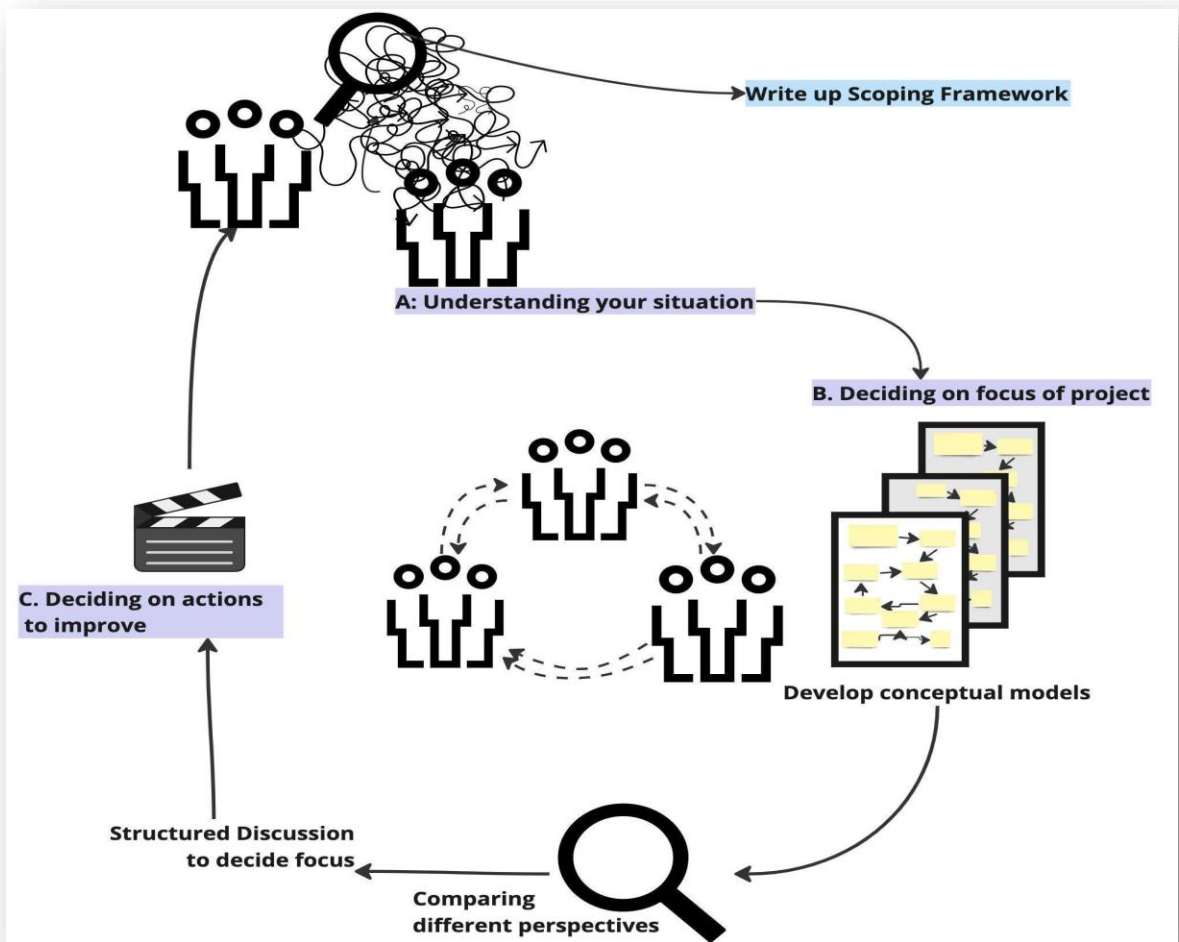 Write up Scoping Framework
A: Understanding your situation
B. Deciding on focus of project
Develop conceptual models
Comparing
different perspectives
Structured Discussion
to decide focus
C. Deciding on actions
to improve